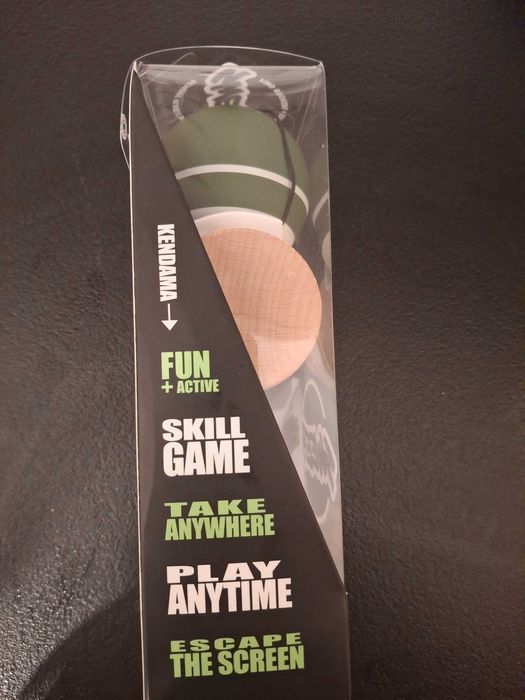 KENDAMA
FUN
+ ACTIVE
SKILL
GAME
TAKE
ANYWHERE
PLAY
ANYTIME
ESCAPE
THE SCREEN